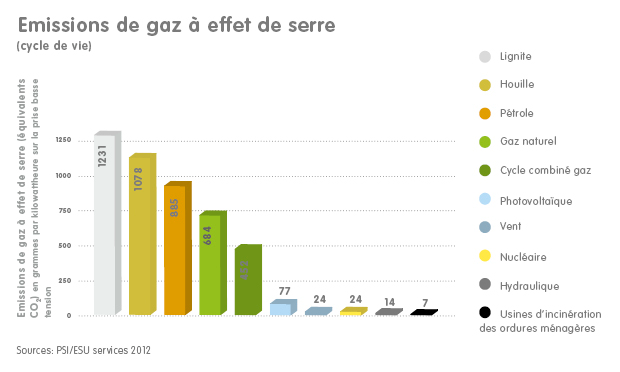 Emissions de gaz à effet de serre
(cycle de vie)
Emissions de gaz à effet de serre (équivalents
CO₂) en grammes par kilowattheure sur la prise basse
tension
1250
1000
750
500
250
0
1231
1078
885
684
77
24
24
14
7
Lignite
Houille
Pétrole
Gaz naturel
Cycle combiné gaz
Photovoltaïque
Vent
Nucléaire
Hydraulique
Usines d'incinération
des ordures ménagères
Sources: PSI/ESU services 2012